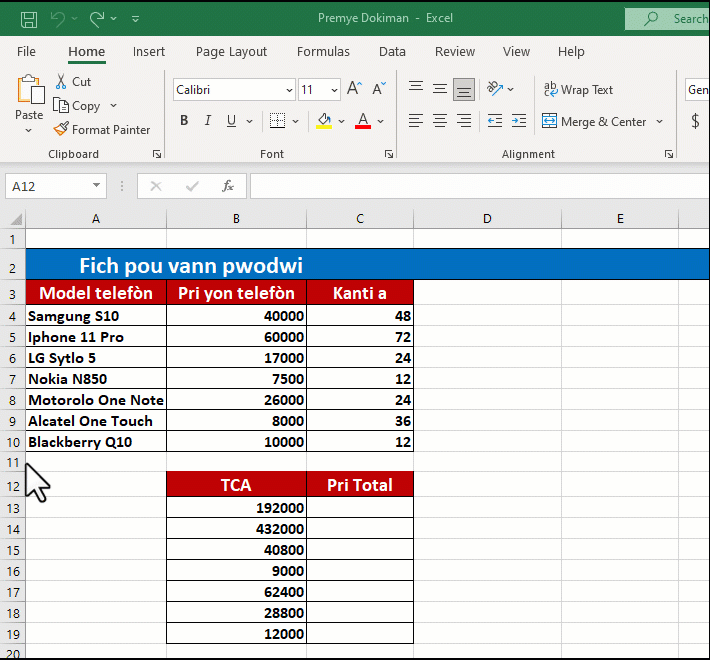 Premye Dokiman - Excel
Search
File Home Insert Page Layout Formulas Data Review View Help
Paste
Cut
Copy
Format Painter
Clipboard
Calibri 11 A A
B I U A
Font
ab Wrap Text
Merge & Center
Alignment
Gen
$
A12 fx
A B C D E
1
2 Fich pou vann pwodwi
3 Model telefòn Pri yon telefòn Kanti a
4 Samgung S10 40000 48
5 Iphone 11 Pro 60000 72
6 LG Sytlo 5 17000 24
7 Nokia N850 7500 12
8 Motorolo One Note 26000 24
9 Alcatel One Touch 8000 36
10 Blackberry Q10 10000 12
11
12 TCA Pri Total
13 192000
14 432000
15 40800
16 9000
17 62400
18 28800
19 12000
20